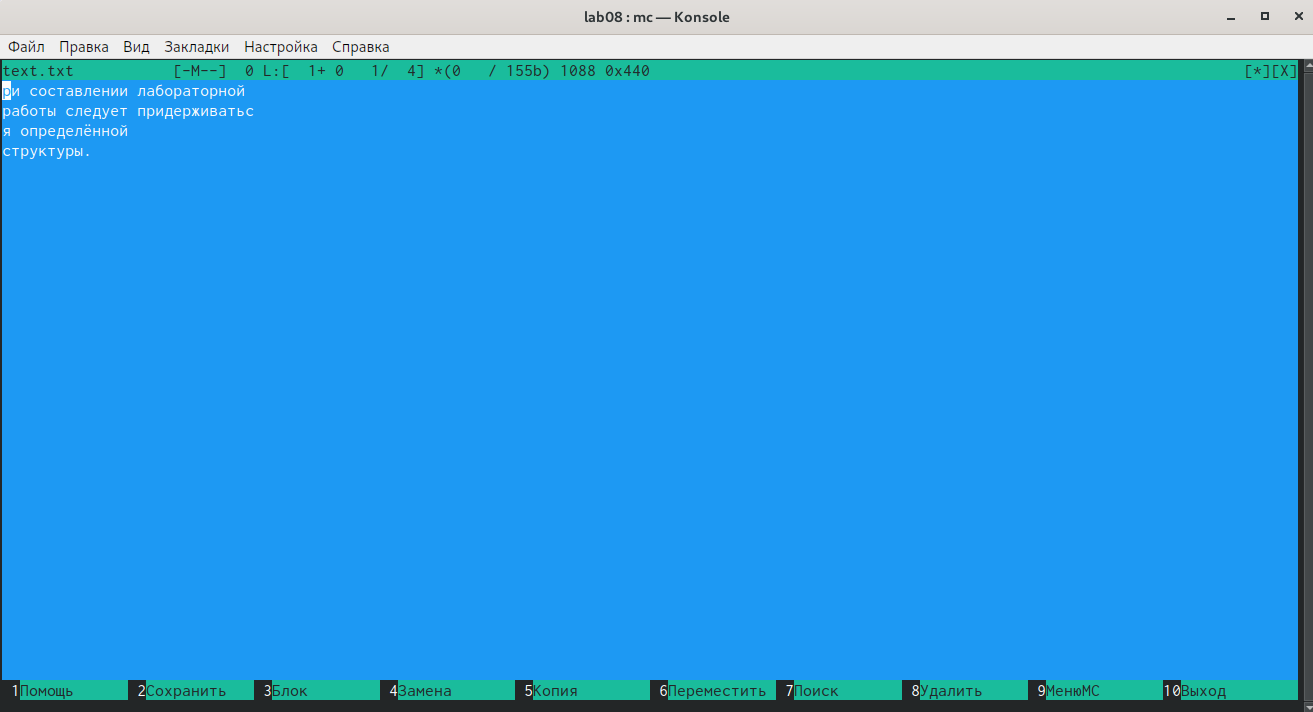 lab08 : mc — Konsole
Файл Правка Вид Закладки Настройка Справка
text.txt [-M--] 0 L:[ 1+ 0 1/ 4] *(0 / 155b) 1088 0x440 [*][X]
ри составлении лабораторной
работы следует придерживатьс
я определённой
структуры.
1Помощь 2Сохранить 3Блок 4Замена 5Копия 6Переместить 7Поиск 8Удалить 9МенюMC 10Выход